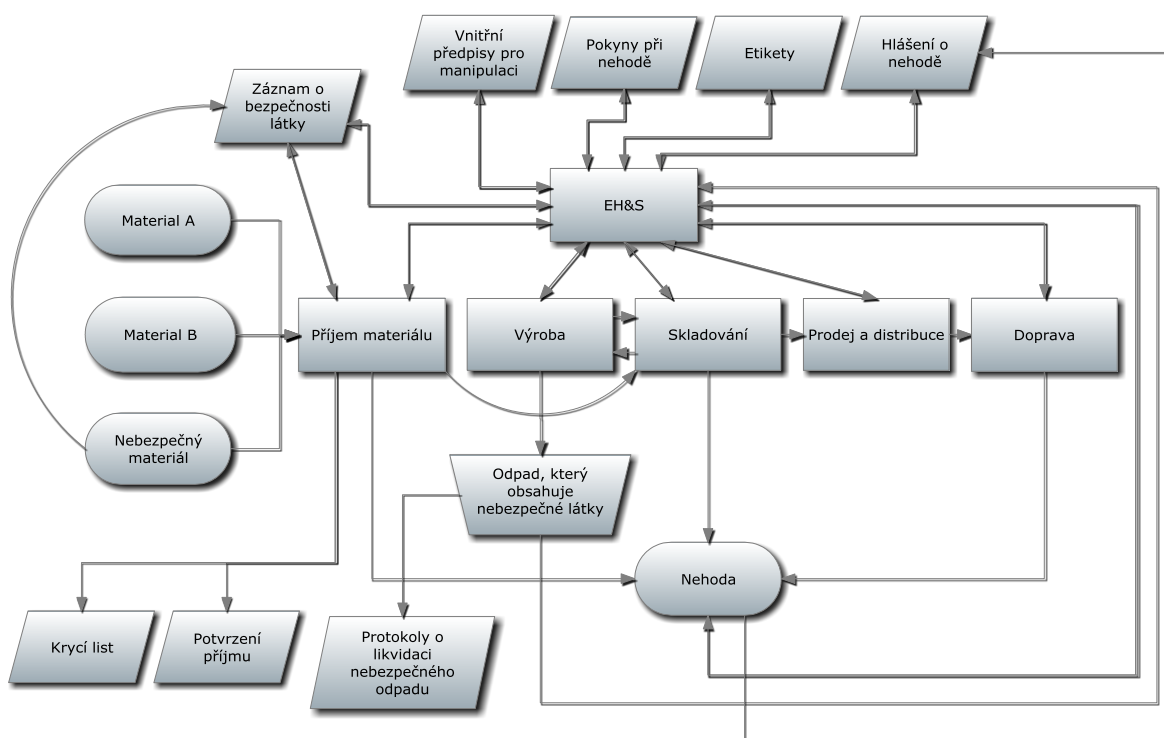 Vnitřní
předpisy pro
manipulaci
Pokyny při
nehodě
Etikety
Hlášení o
nehodě
Záznam o
bezpečnosti
látky
Material A
EH&S
Material B
Příjem materiálu
Výroba
Skladování
Prodej a distribuce
Doprava
Nebezpečný
materiál
Odpad, který
obsahuje
nebezpečné látky
Nehoda
Krycí list
Potvrzení
příjmu
Protokoly o
likvidaci
nebezpečného
odpadu